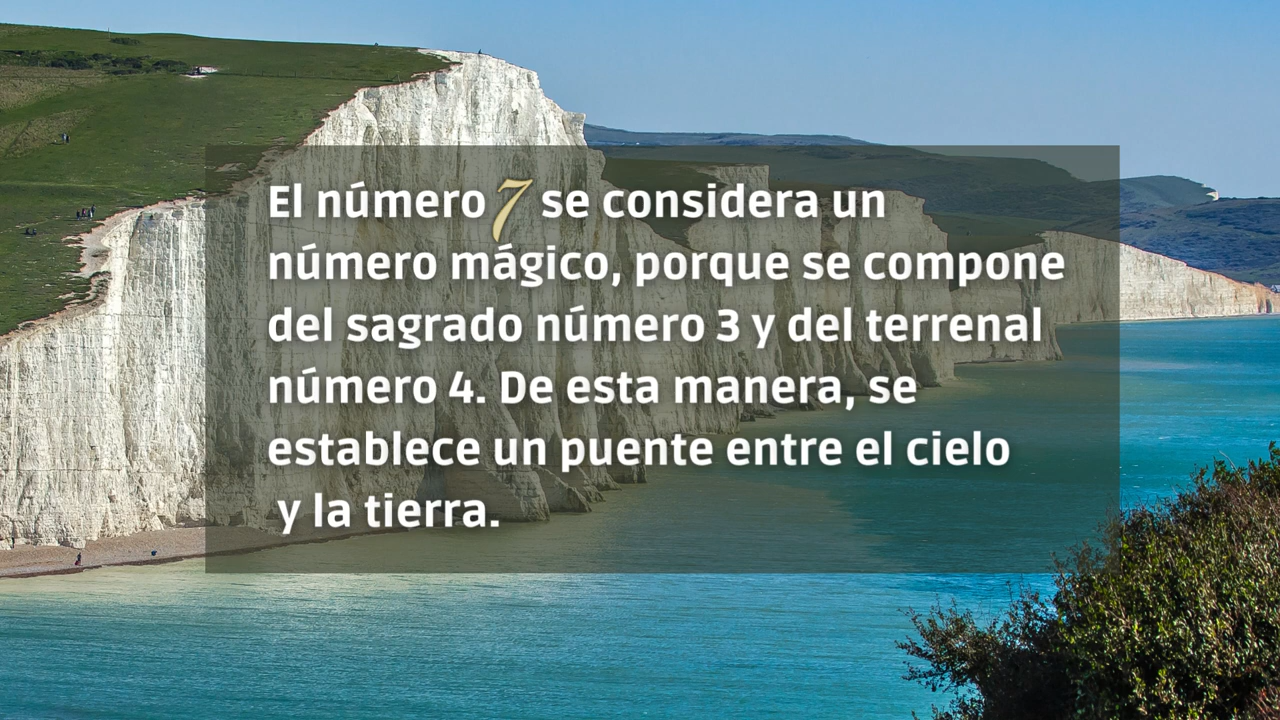 El número 7 se considera un
número mágico, porque se compone
del sagrado número 3 y del terrenal
número 4. De esta manera, se
establece un puente entre el cielo
y la tierra.